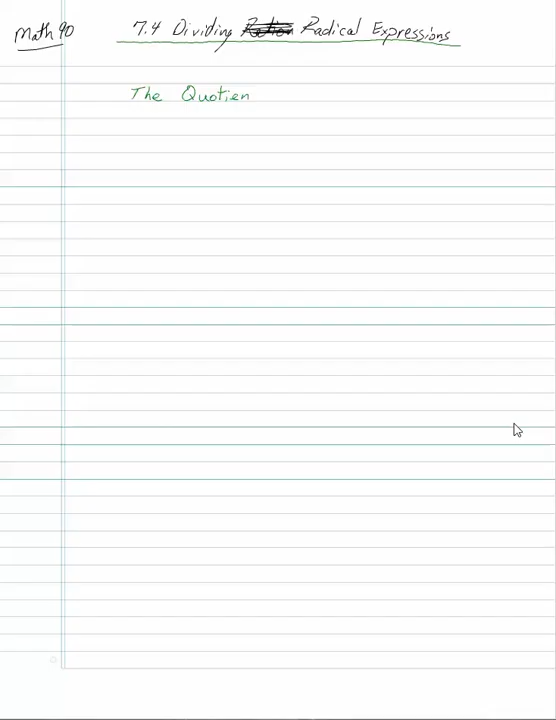 Math 90
7.4 Dividing Radical Expressions
The Quotien